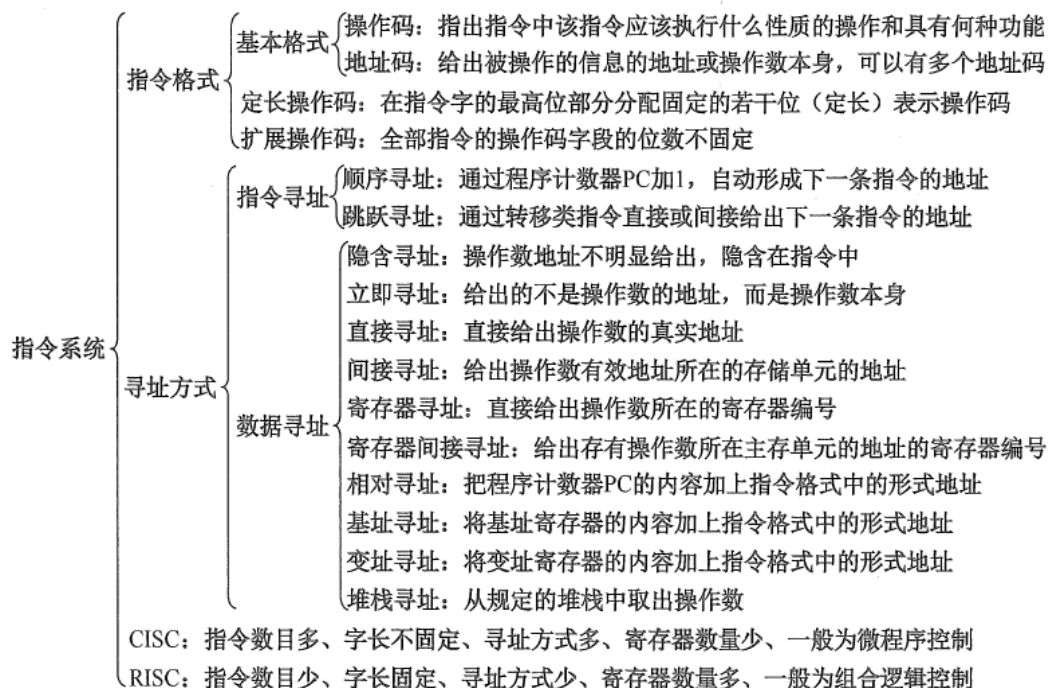 操作码：指出指令中该指令应该执行什么性质的操作和具有何种功能
基本格式
地址码：给出被操作的信息的地址或操作数本身，可以有多个地址码
指令格式
定长操作码：在指令字的最高位部分分配固定的若干位（定长）表示操作码
扩展操作码：全部指令的操作码字段的位数不固定
顺序寻址：通过程序计数器PC加1，自动形成下一条指令的地址
指令寻址
跳跃寻址：通过转移类指令直接或间接给出下一条指令的地址
隐含寻址：操作数地址不明显给出，隐含在指令中
立即寻址：给出的不是操作数的地址，而是操作数本身
直接寻址：直接给出操作数的真实地址
指令系统
间接寻址：给出操作数有效地址所在的存储单元的地址
寻址方式
寄存器寻址：直接给出操作数所在的寄存器编号
数据寻址
寄存器间接寻址：给出存有操作数所在主存单元的地址的寄存器编号
相对寻址：把程序计数器PC的内容加上指令格式中的形式地址
基址寻址：将基址寄存器的内容加上指令格式中的形式地址
变址寻址：将变址寄存器的内容加上指令格式中的形式地址
堆栈寻址：从规定的堆栈中取出操作数
CISC：指令数目多、字长不固定、寻址方式多、寄存器数量少、一般为微程序控制
RISC：指令数目少、字长固定、寻址方式少、寄存器数量多、一般为组合逻辑控制